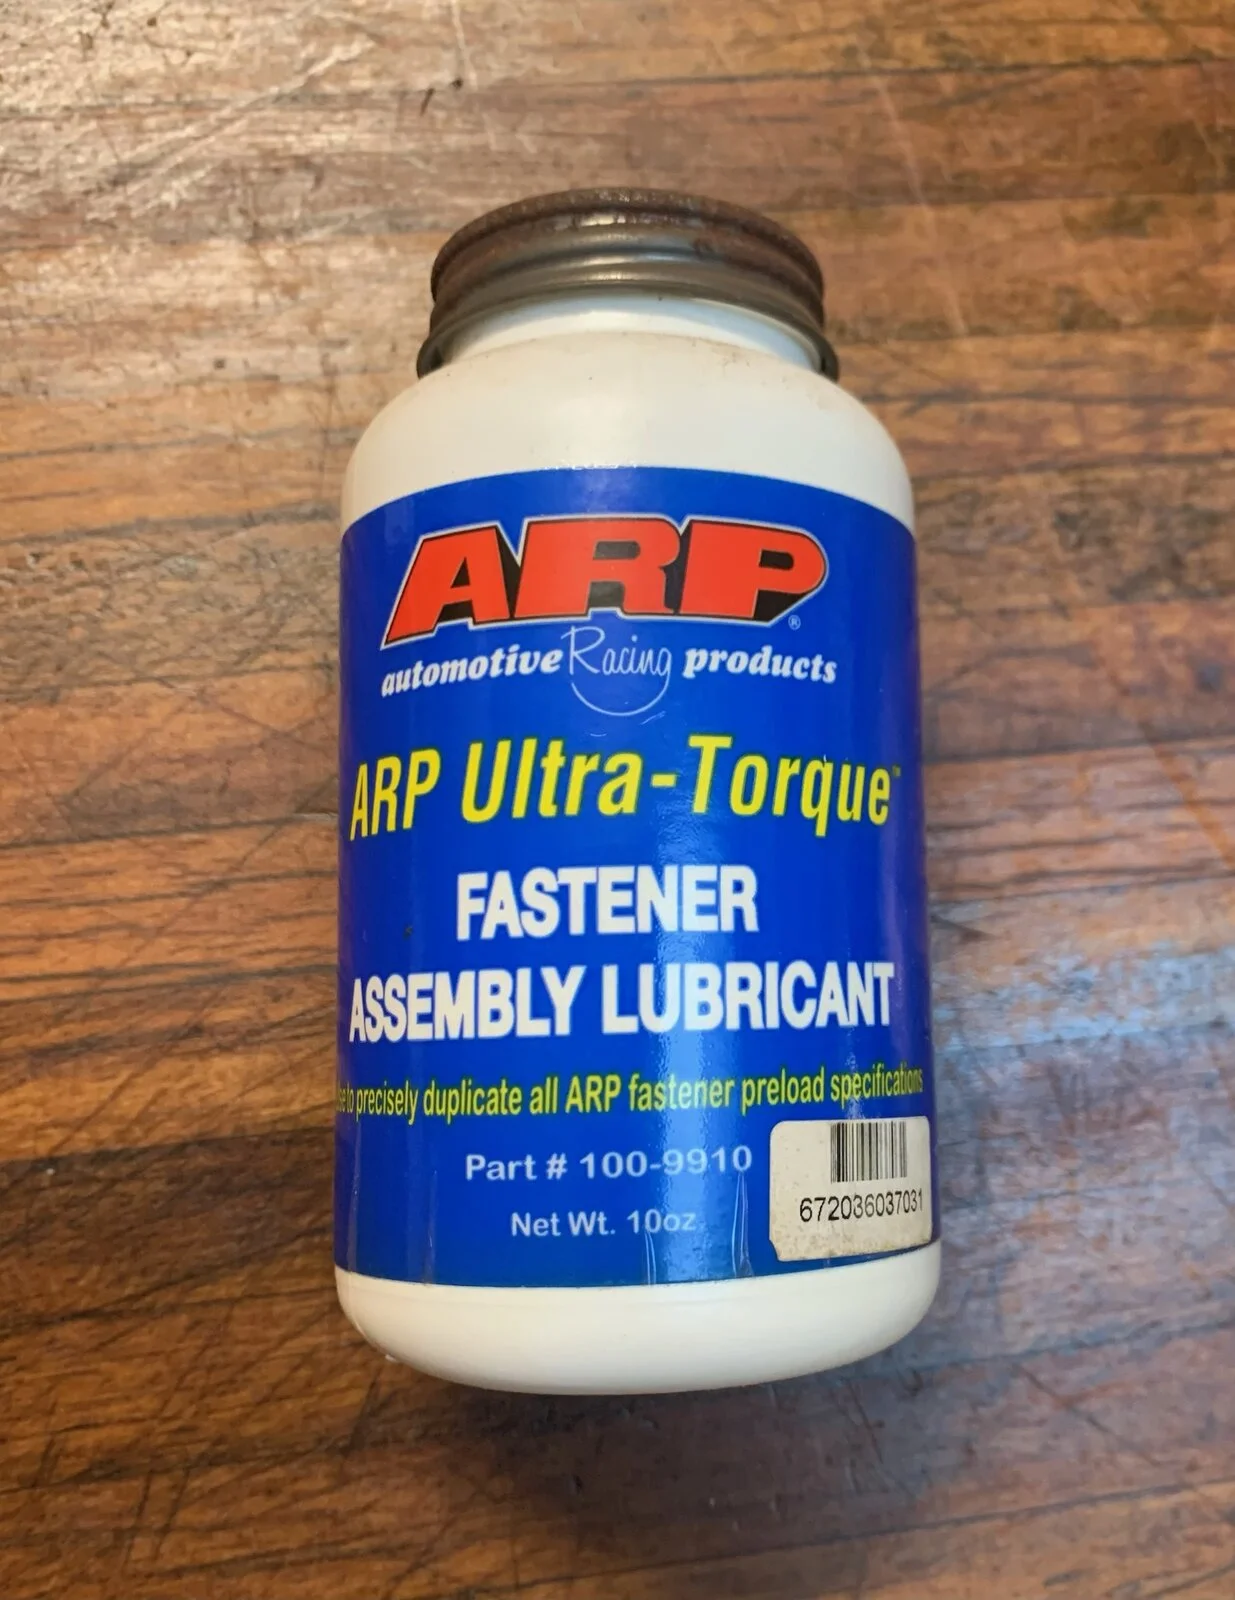 ARP®
automotive Racing products
ARP Ultra-Torque™
FASTENER
ASSEMBLY LUBRICANT
to precisely duplicate all ARP fastener preload specifications
Part # 100-9910
Net Wt. 10oz
672036037031